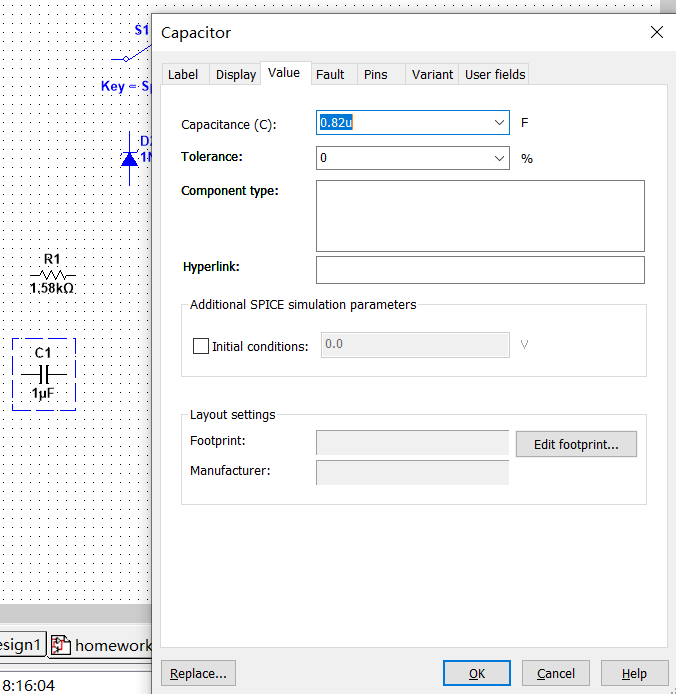 S1
Key = Sp
D2
1N
R1
1.58kΩ
C1
1µF
esign1
homework
8:16:04
Capacitor
Label Display Value Fault Pins Variant User fields
Capacitance (C): 0.82u F
Tolerance: 0 %
Component type:
Hyperlink:
Additional SPICE simulation parameters
Initial conditions: 0.0 V
Layout settings
Footprint: Edit footprint...
Manufacturer:
Replace... OK Cancel Help